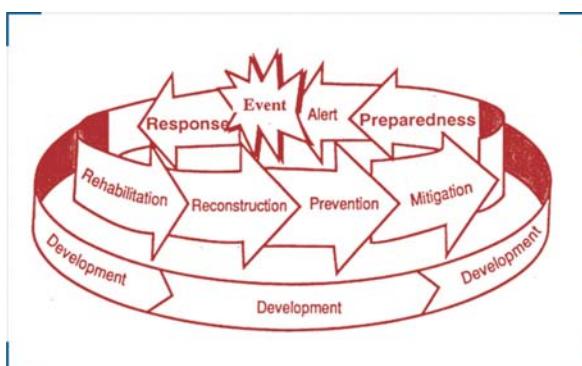 Event
Alert
Response
Preparedness
Rehabilitation
Reconstruction
Prevention
Mitigation
Development
Development
Development